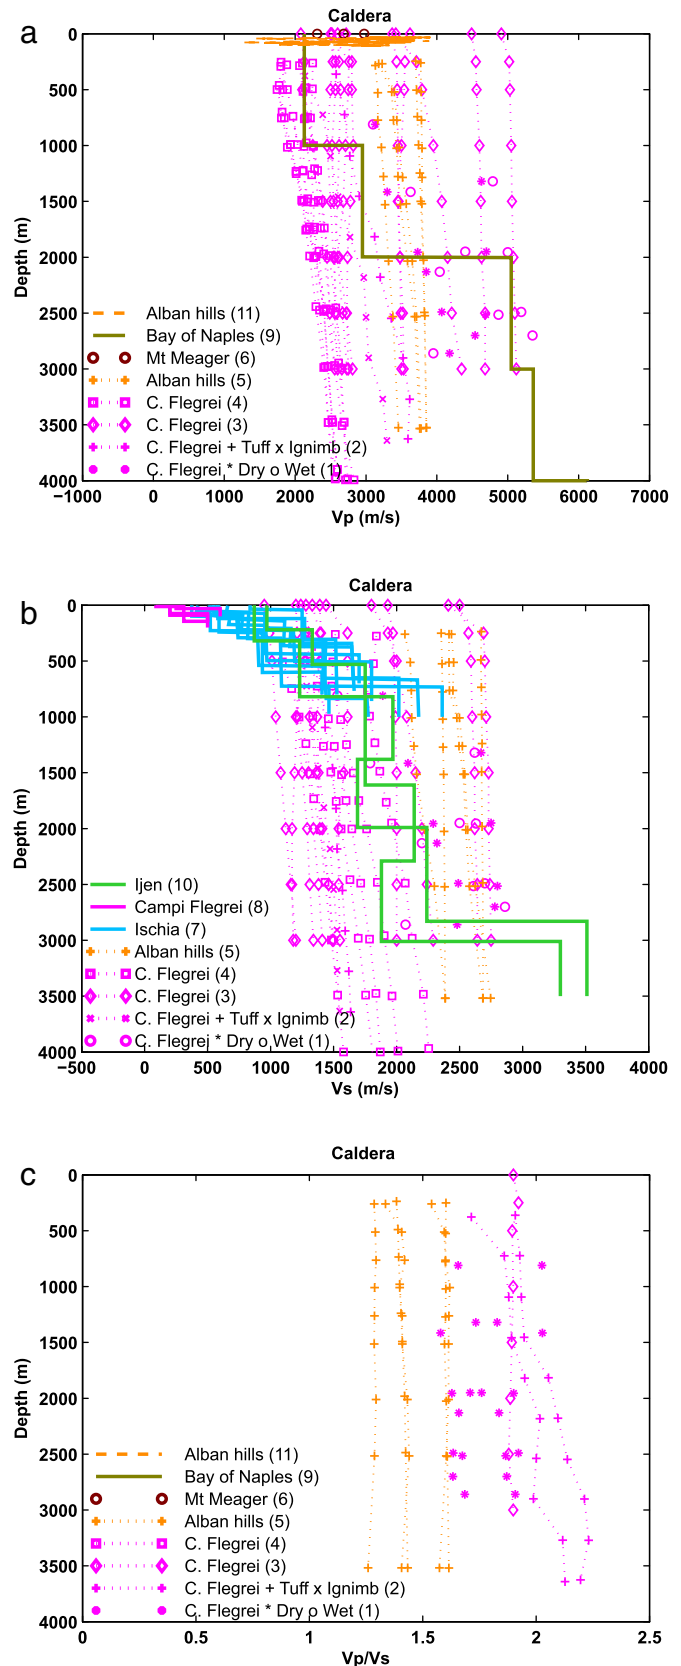 a
Caldera
0
500
1000
1500
2000
2500
3000
3500
4000
Depth (m)
Alban hills (11)
Bay of Naples (9)
Mt Meager (6)
Alban hills (5)
C. Flegrei (4)
C. Flegrei (3)
C. Flegrei + Tuff x Ignimb (2)
C. Flegrei * Dry o Wet (1)
-1000 0 1000 2000 3000 4000 5000 6000 7000
Vp (m/s)
b
Caldera
0
500
1000
1500
2000
2500
3000
3500
4000
Depth (m)
Ijen (10)
Campi Flegrei (8)
Ischia (7)
Alban hills (5)
C. Flegrei (4)
C. Flegrei (3)
C. Flegrei + Tuff x Ignimb (2)
C. Flegrei * Dry o Wet (1)
-500 0 500 1000 1500 2000 2500 3000 3500 4000
Vs (m/s)
c
Caldera
0
500
1000
1500
2000
2500
3000
3500
4000
Depth (m)
Alban hills (11)
Bay of Naples (9)
Mt Meager (6)
Alban hills (5)
C. Flegrei (4)
C. Flegrei (3)
C. Flegrei + Tuff x Ignimb (2)
C. Flegrei * Dry o Wet (1)
0 0.5 1 1.5 2 2.5
Vp/Vs